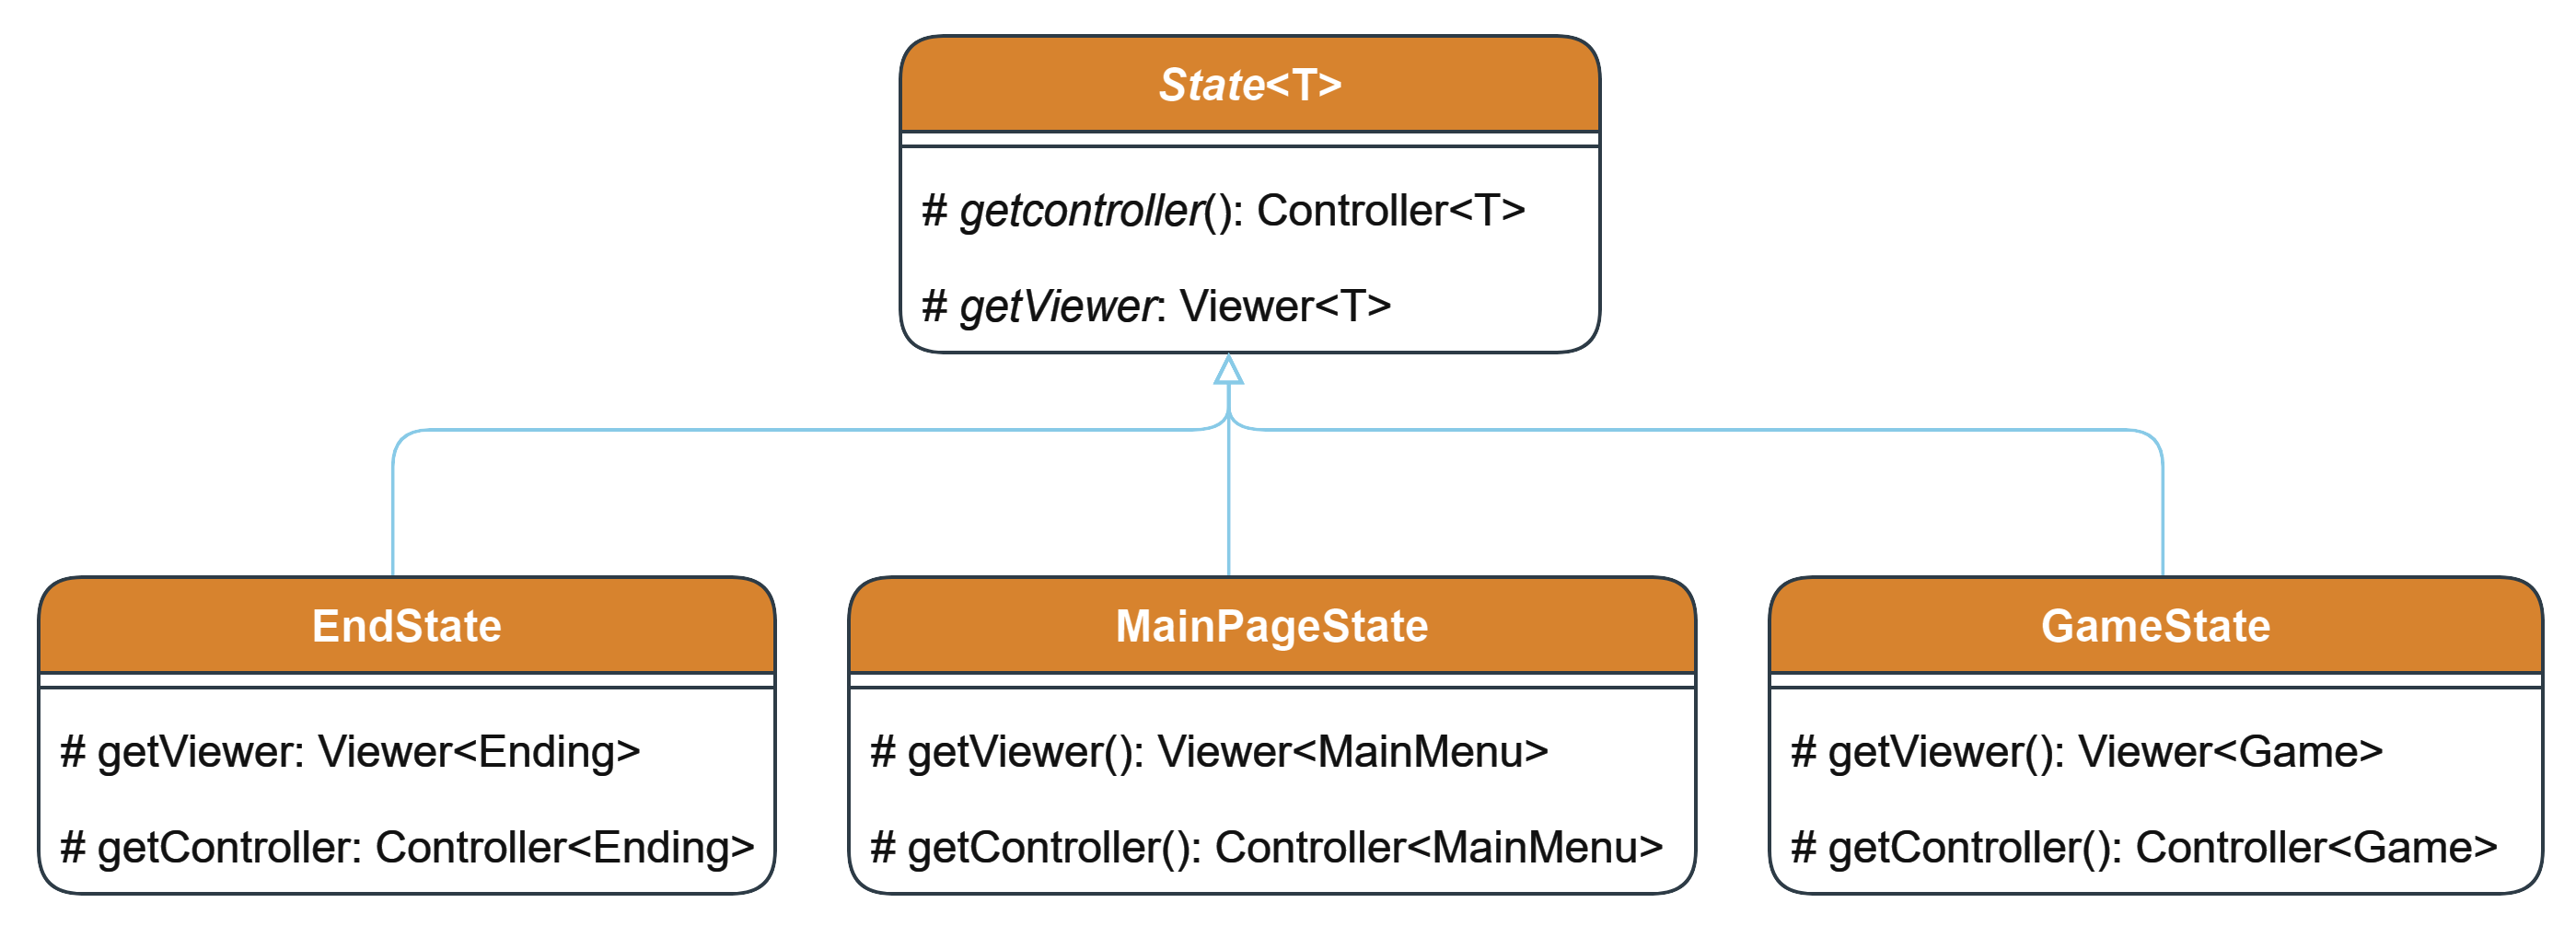 State<T>
# getcontroller(): Controller<T>
# getViewer: Viewer<T>
EndState
# getViewer: Viewer<Ending>
# getController: Controller<Ending>
MainPageState
# getViewer(): Viewer<MainMenu>
# getController(): Controller<MainMenu>
GameState
# getViewer(): Viewer<Game>
# getController(): Controller<Game>